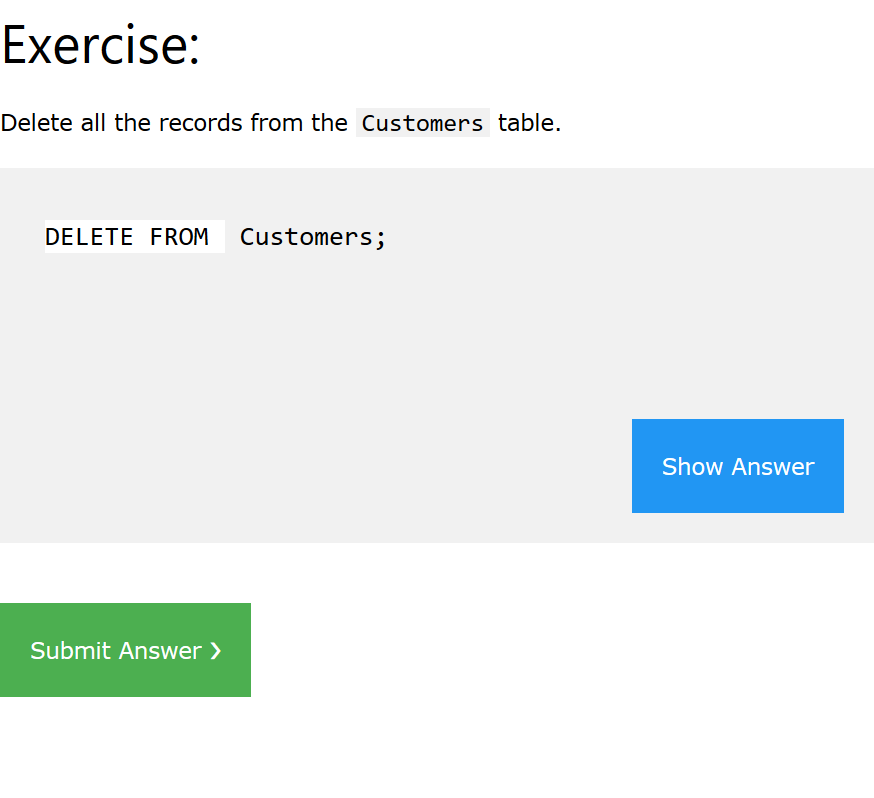 Exercise:
Delete all the records from the Customers table.
DELETE FROM Customers;
Show Answer
Submit Answer ❯